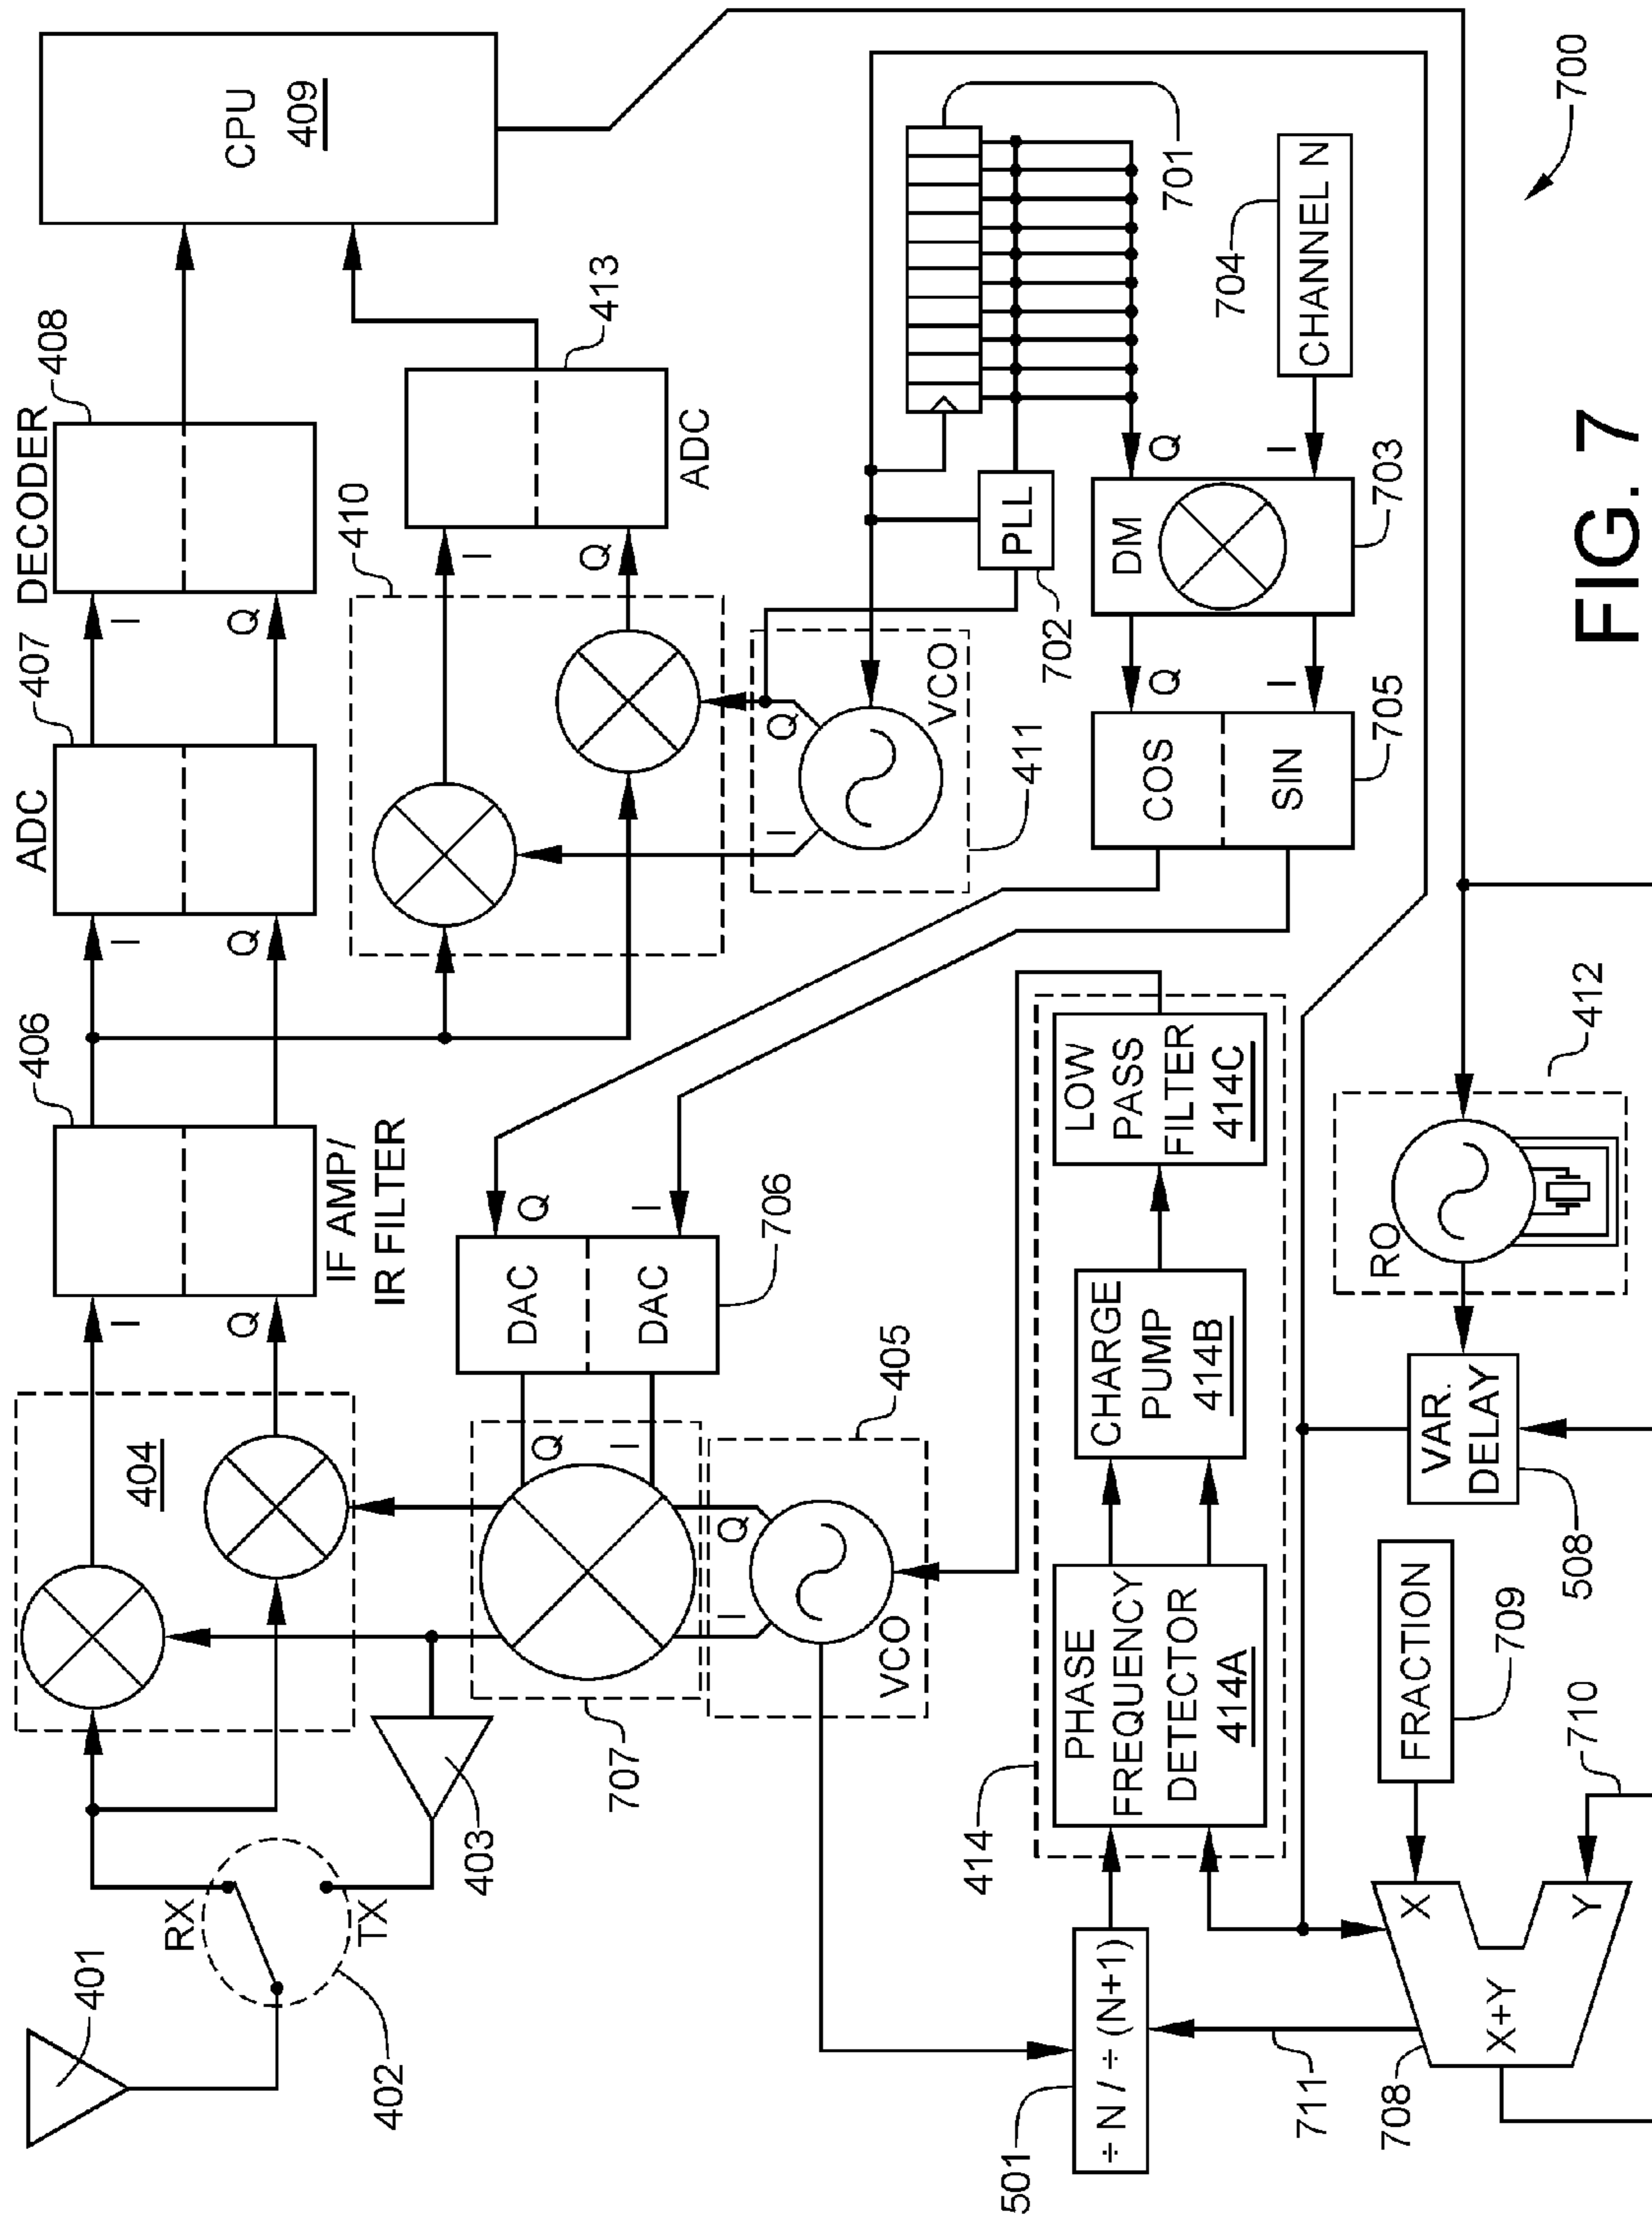 401
402
RX
TX
403
404
I
Q
406
IF AMP/
IR FILTER
I
Q
ADC
407
I
Q
DECODER
408
CPU
409
410
I
Q
413
ADC
707
Q
I
DAC
DAC
Q
I
706
405
I
Q
VCO
I
Q
VCO
411
PLL
702
701
704
CHANNEL N
Q
I
DM
703
Q
I
COS
SIN
705
414
PHASE
FREQUENCY
DETECTOR
414A
CHARGE
PUMP
414B
LOW
PASS
FILTER
414C
501
÷ N / ÷ (N+1)
711
708
X+Y
X
Y
710
FRACTION
709
508
VAR.
DELAY
RO
412
700
FIG. 7